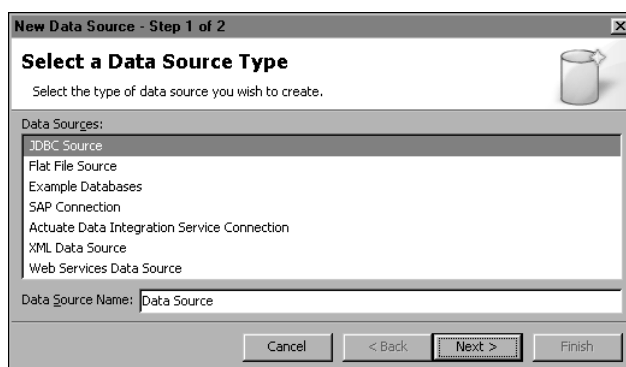 New Data Source - Step 1 of 2
Select a Data Source Type
Select the type of data source you wish to create.
Data Sources:
JDBC Source
Flat File Source
Example Databases
SAP Connection
Actuate Data Integration Service Connection
XML Data Source
Web Services Data Source
Data Source Name: Data Source
Cancel < Back Next > Finish